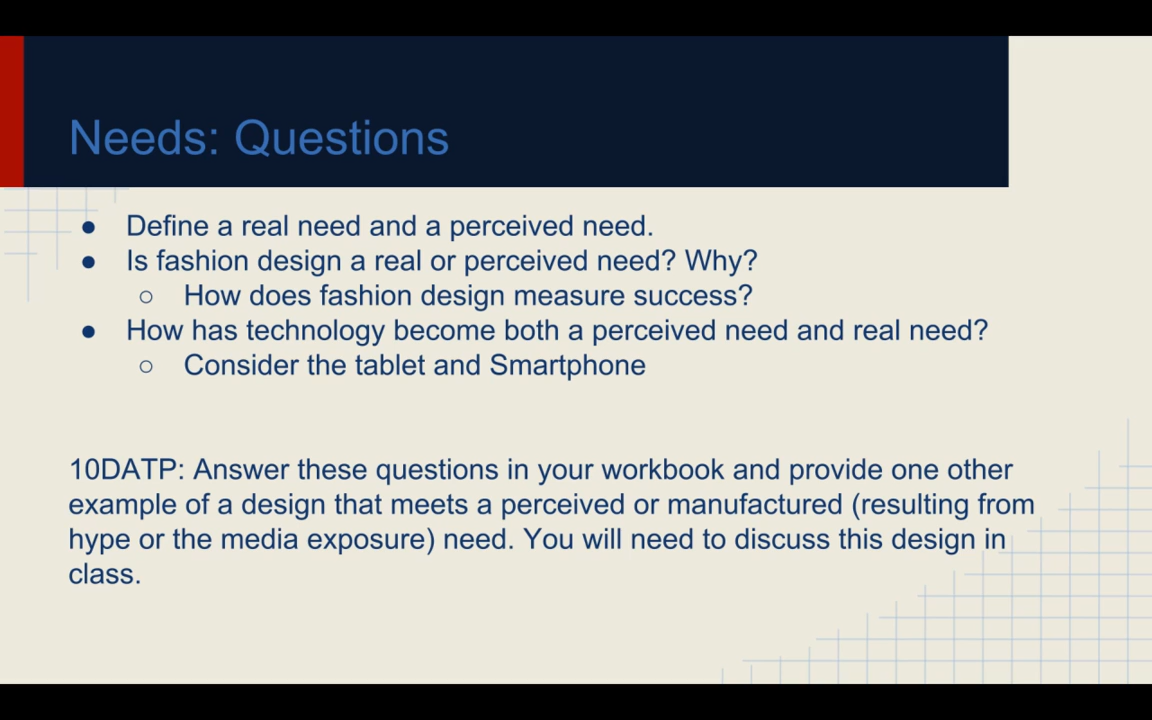 Needs: Questions
● Define a real need and a perceived need.
● Is fashion design a real or perceived need? Why?
○ How does fashion design measure success?
● How has technology become both a perceived need and real need?
○ Consider the tablet and Smartphone
10DATP: Answer these questions in your workbook and provide one other
example of a design that meets a perceived or manufactured (resulting from
hype or the media exposure) need. You will need to discuss this design in
class.